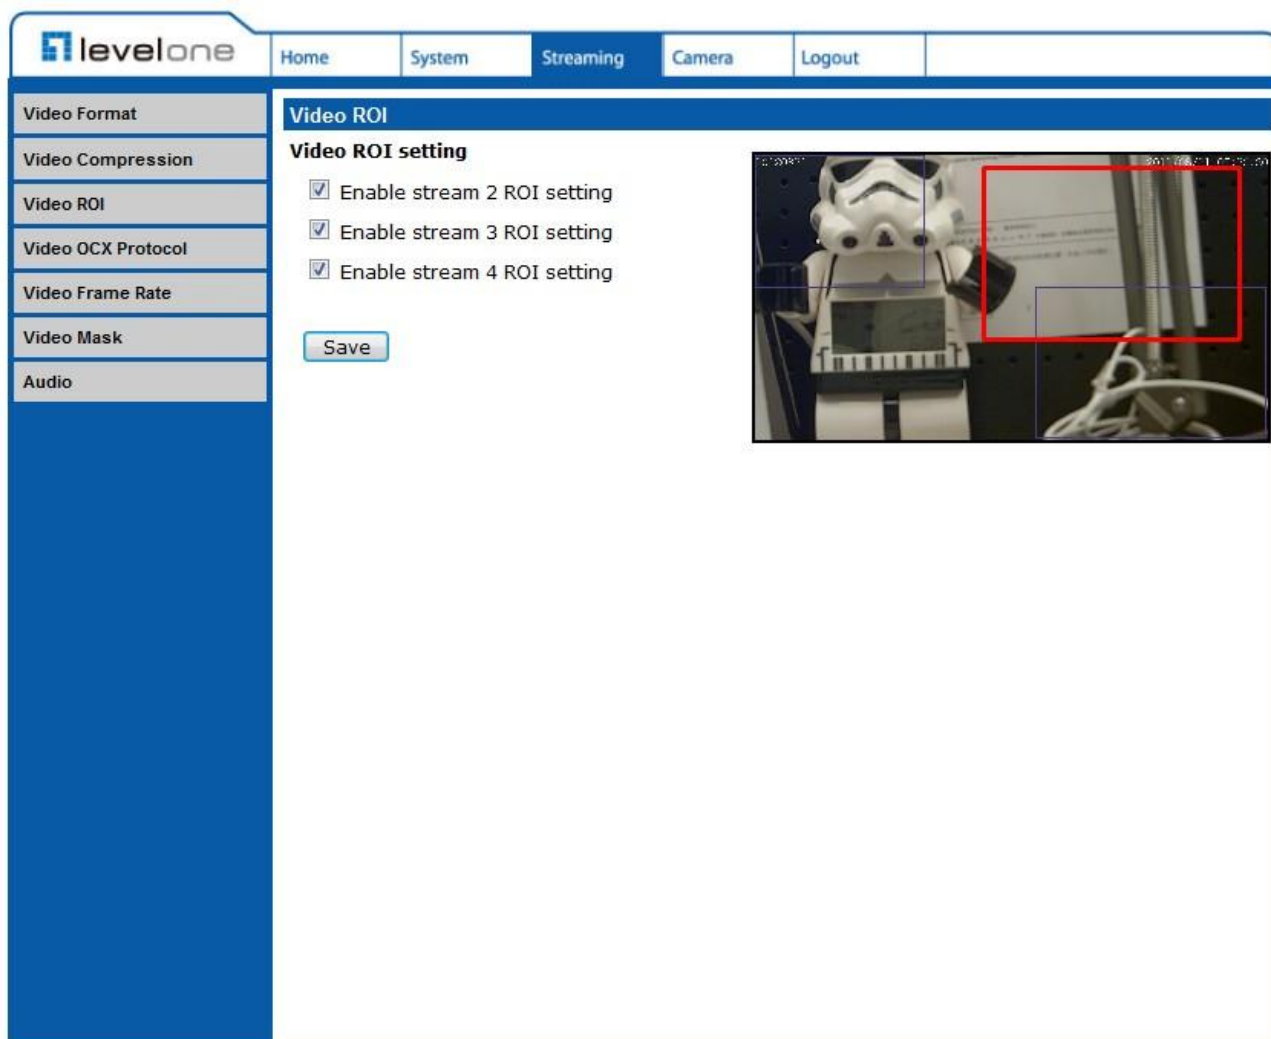 levelone
Home
System
Streaming
Camera
Logout
Video Format
Video Compression
Video ROI
Video OCX Protocol
Video Frame Rate
Video Mask
Audio
Video ROI
Video ROI setting
Enable stream 2 ROI setting
Enable stream 3 ROI setting
Enable stream 4 ROI setting
Save